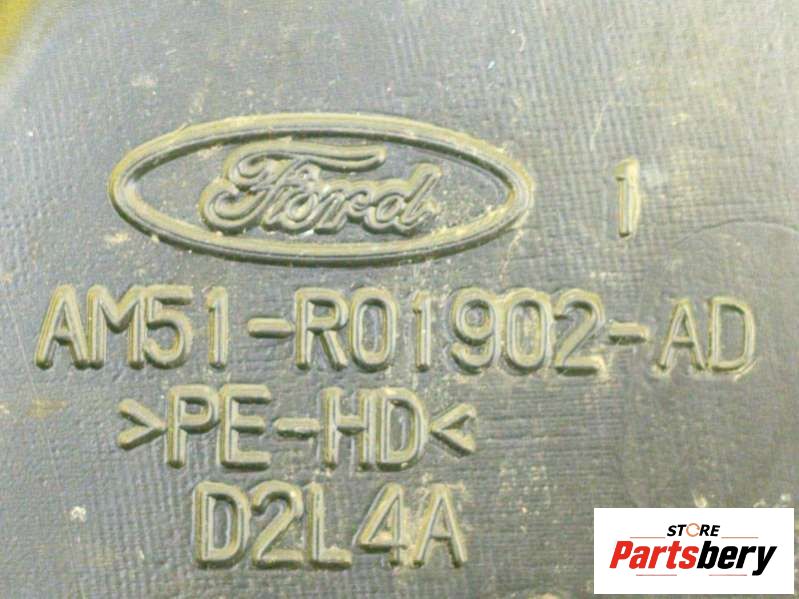 Ford 1
AM51-R01902-AD
>PE-HD<
D2L4A
STORE
Partsbery